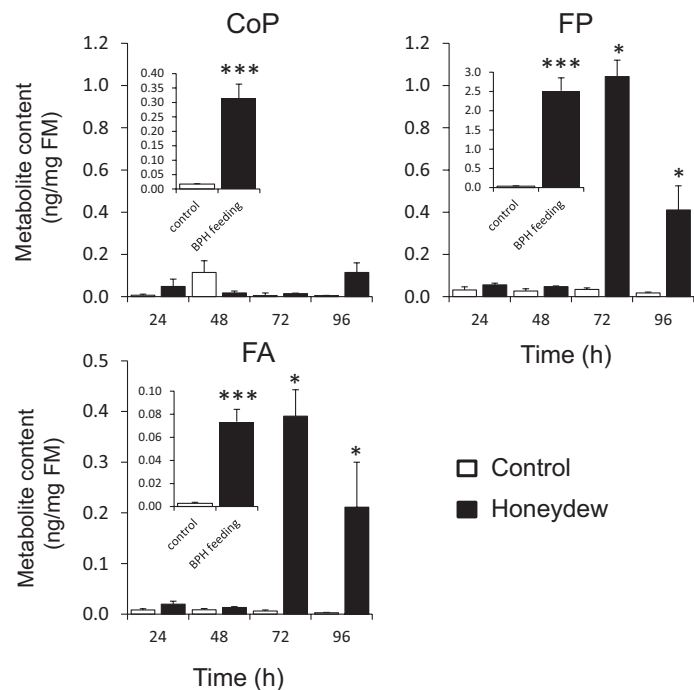 CoP
Metabolite content
(ng/mg FM)
1.2
1.0
0.8
0.6
0.4
0.2
0.0
0.40
0.35
0.30
0.25
0.20
0.15
0.10
0.05
0.00
***
control
BPH feeding
24 48 72 96
FP
1.2
1.0
0.8
0.6
0.4
0.2
0.0
3.0
2.5
2.0
1.5
1.0
0.5
0.0
***
*
*
control
BPH feeding
24 48 72 96
Time (h)
FA
Metabolite content
(ng/mg FM)
0.5
0.4
0.3
0.2
0.1
0.0
0.10
0.08
0.06
0.04
0.02
0.00
***
*
*
control
BPH feeding
24 48 72 96
Time (h)
Control
Honeydew